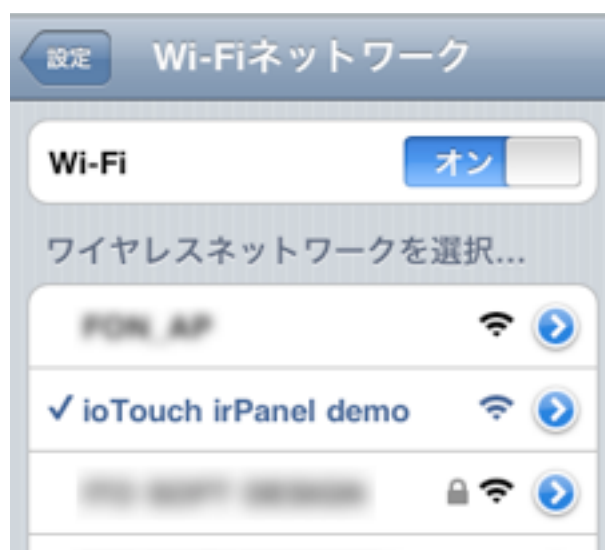 設定
Wi-Fiネットワーク
Wi-Fi
オン
ワイヤレスネットワークを選択...
ioTouch irPanel demo